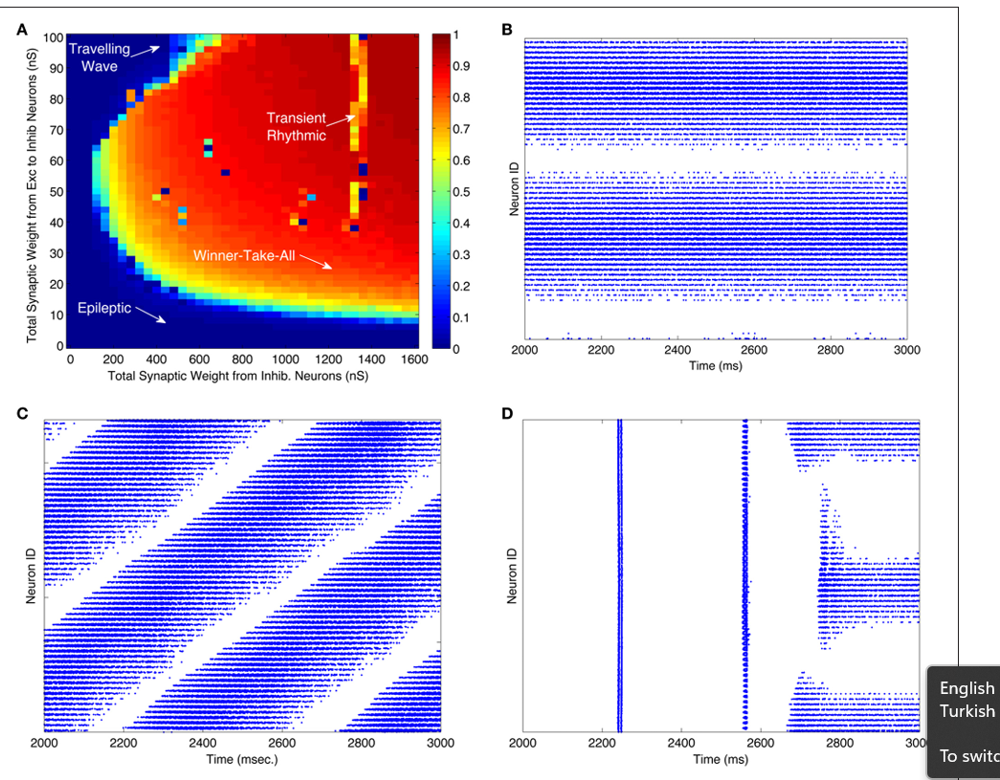 A
Total Synaptic Weight from Exc to Inhib Neurons (nS)
100
90
80
70
60
50
40
30
20
10
0
Travelling
Wave
Transient
Rhythmic
Winner-Take-All
Epileptic
0 200 400 600 800 1000 1200 1400 1600
Total Synaptic Weight from Inhib. Neurons (nS)
1
0.9
0.8
0.7
0.6
0.5
0.4
0.3
0.2
0.1
0
B
Neuron ID
2000 2200 2400 2600 2800 3000
Time (ms)
C
Neuron ID
2000 2200 2400 2600 2800 3000
Time (msec.)
D
Neuron ID
2000 2200 2400 2600 2800 300
Time (ms)
English
Turkish
To switc